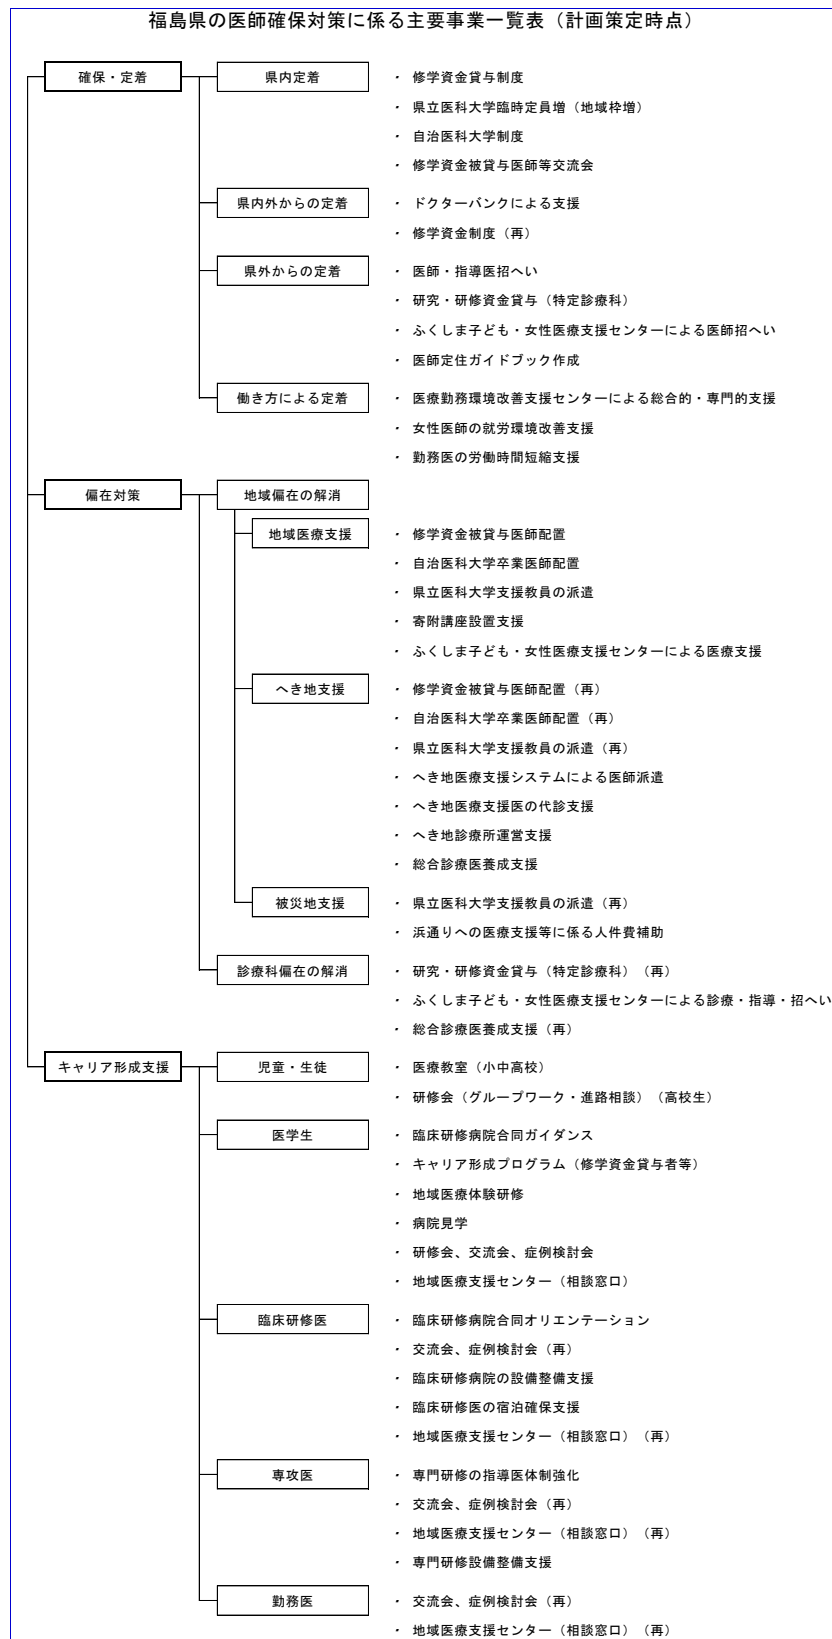 福島県の医師確保対策に係る主要事業一覧表（計画策定時点）
確保・定着
県内定着
・ 修学資金貸与制度
・ 県立医科大学臨時定員増（地域枠増）
・ 自治医科大学制度
・ 修学資金被貸与医師等交流会
県内外からの定着
・ ドクターバンクによる支援
・ 修学資金制度（再）
県外からの定着
・ 医師・指導医招へい
・ 研究・研修資金貸与（特定診療科）
・ ふくしま子ども・女性医療支援センターによる医師招へい
・ 医師定住ガイドブック作成
働き方による定着
・ 医療勤務環境改善支援センターによる総合的・専門的支援
・ 女性医師の就労環境改善支援
・ 勤務医の労働時間短縮支援
偏在対策
地域偏在の解消
地域医療支援
・ 修学資金被貸与医師配置
・ 自治医科大学卒業医師配置
・ 県立医科大学支援教員の派遣
・ 寄附講座設置支援
・ ふくしま子ども・女性医療支援センターによる医療支援
へき地支援
・ 修学資金被貸与医師配置（再）
・ 自治医科大学卒業医師配置（再）
・ 県立医科大学支援教員の派遣（再）
・ へき地医療支援システムによる医師派遣
・ へき地医療支援医の代診支援
・ へき地診療所運営支援
・ 総合診療医養成支援
被災地支援
・ 県立医科大学支援教員の派遣（再）
・ 浜通りへの医療支援等に係る人件費補助
診療科偏在の解消
・ 研究・研修資金貸与（特定診療科）（再）
・ ふくしま子ども・女性医療支援センターによる診療・指導・招へい
・ 総合診療医養成支援（再）
キャリア形成支援
児童・生徒
・ 医療教室（小中高校）
・ 研修会（グループワーク・進路相談）（高校生）
医学生
・ 臨床研修病院合同ガイダンス
・ キャリア形成プログラム（修学資金貸与者等）
・ 地域医療体験研修
・ 病院見学
・ 研修会、交流会、症例検討会
・ 地域医療支援センター（相談窓口）
臨床研修医
・ 臨床研修病院合同オリエンテーション
・ 交流会、症例検討会（再）
・ 臨床研修病院の設備整備支援
・ 臨床研修医の宿泊確保支援
・ 地域医療支援センター（相談窓口）（再）
専攻医
・ 専門研修の指導医体制強化
・ 交流会、症例検討会（再）
・ 地域医療支援センター（相談窓口）（再）
・ 専門研修設備整備支援
勤務医
・ 交流会、症例検討会（再）
・ 地域医療支援センター（相談窓口）（再）